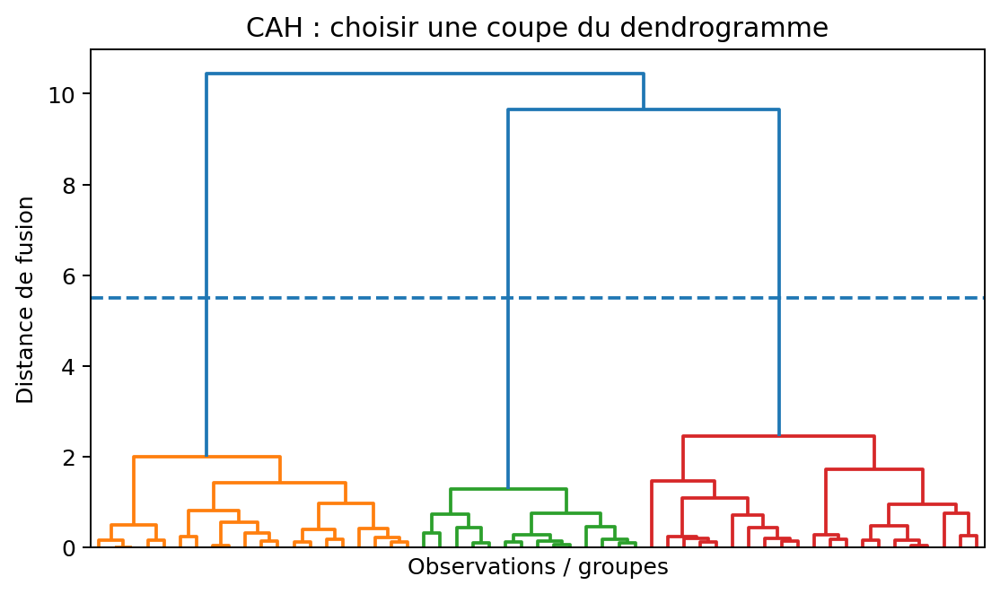 CAH : choisir une coupe du dendrogramme
Distance de fusion
10
8
6
4
2
0
Observations / groupes